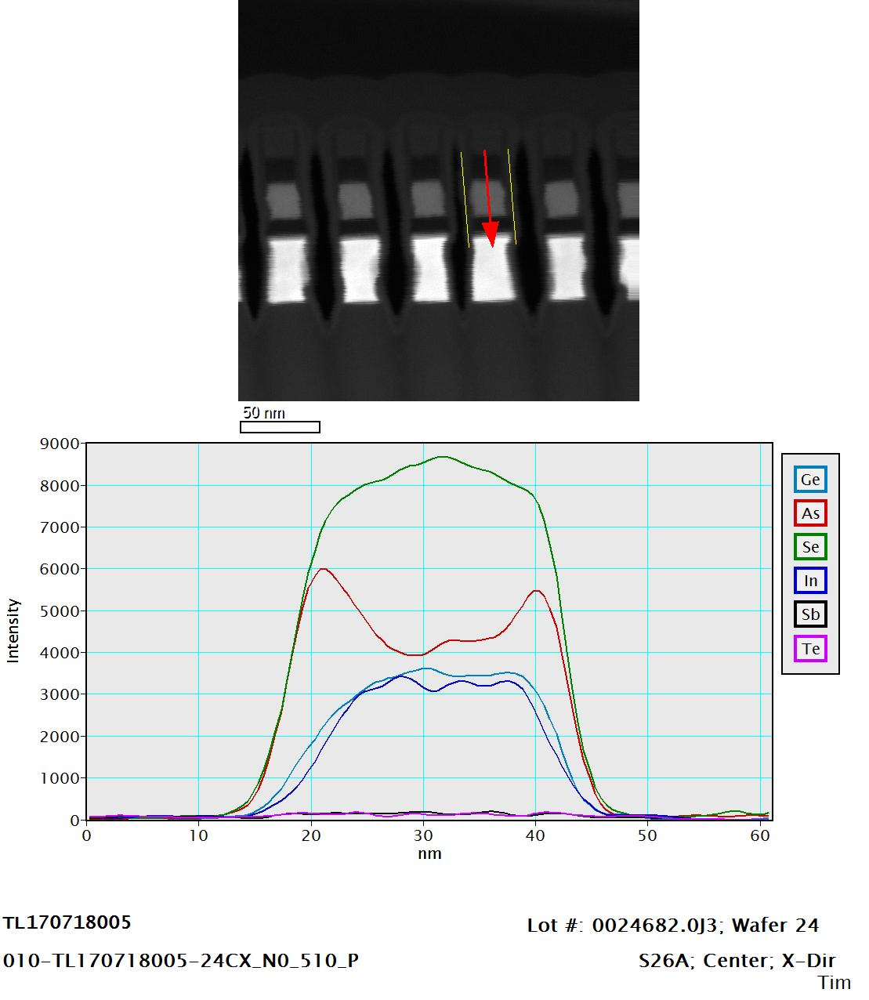 50 nm
9000
8000
7000
6000
5000
4000
3000
2000
1000
0
Intensity
0 10 20 30 40 50 60
nm
Ge
As
Se
In
Sb
Te
TL170718005
Lot #: 0024682.0J3; Wafer 24
010-TL170718005-24CX_N0_510_P
S26A; Center; X-Dir
Tim